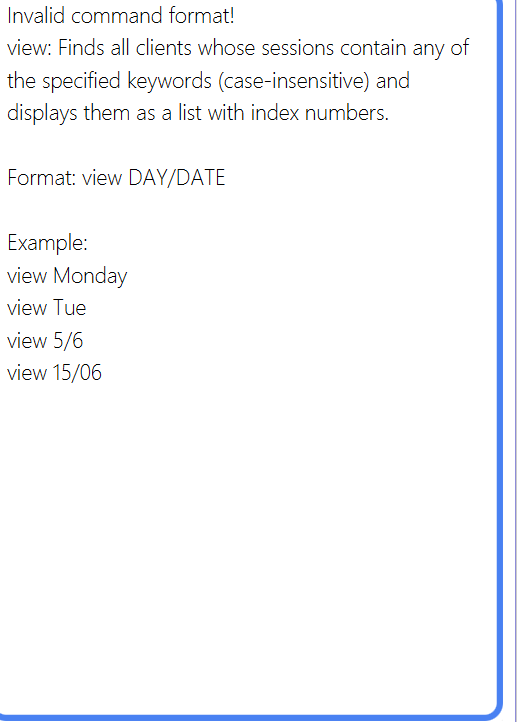 Invalid command format!
view: Finds all clients whose sessions contain any of
the specified keywords (case-insensitive) and
displays them as a list with index numbers.
Format: view DAY/DATE
Example:
view Monday
view Tue
view 5/6
view 15/06